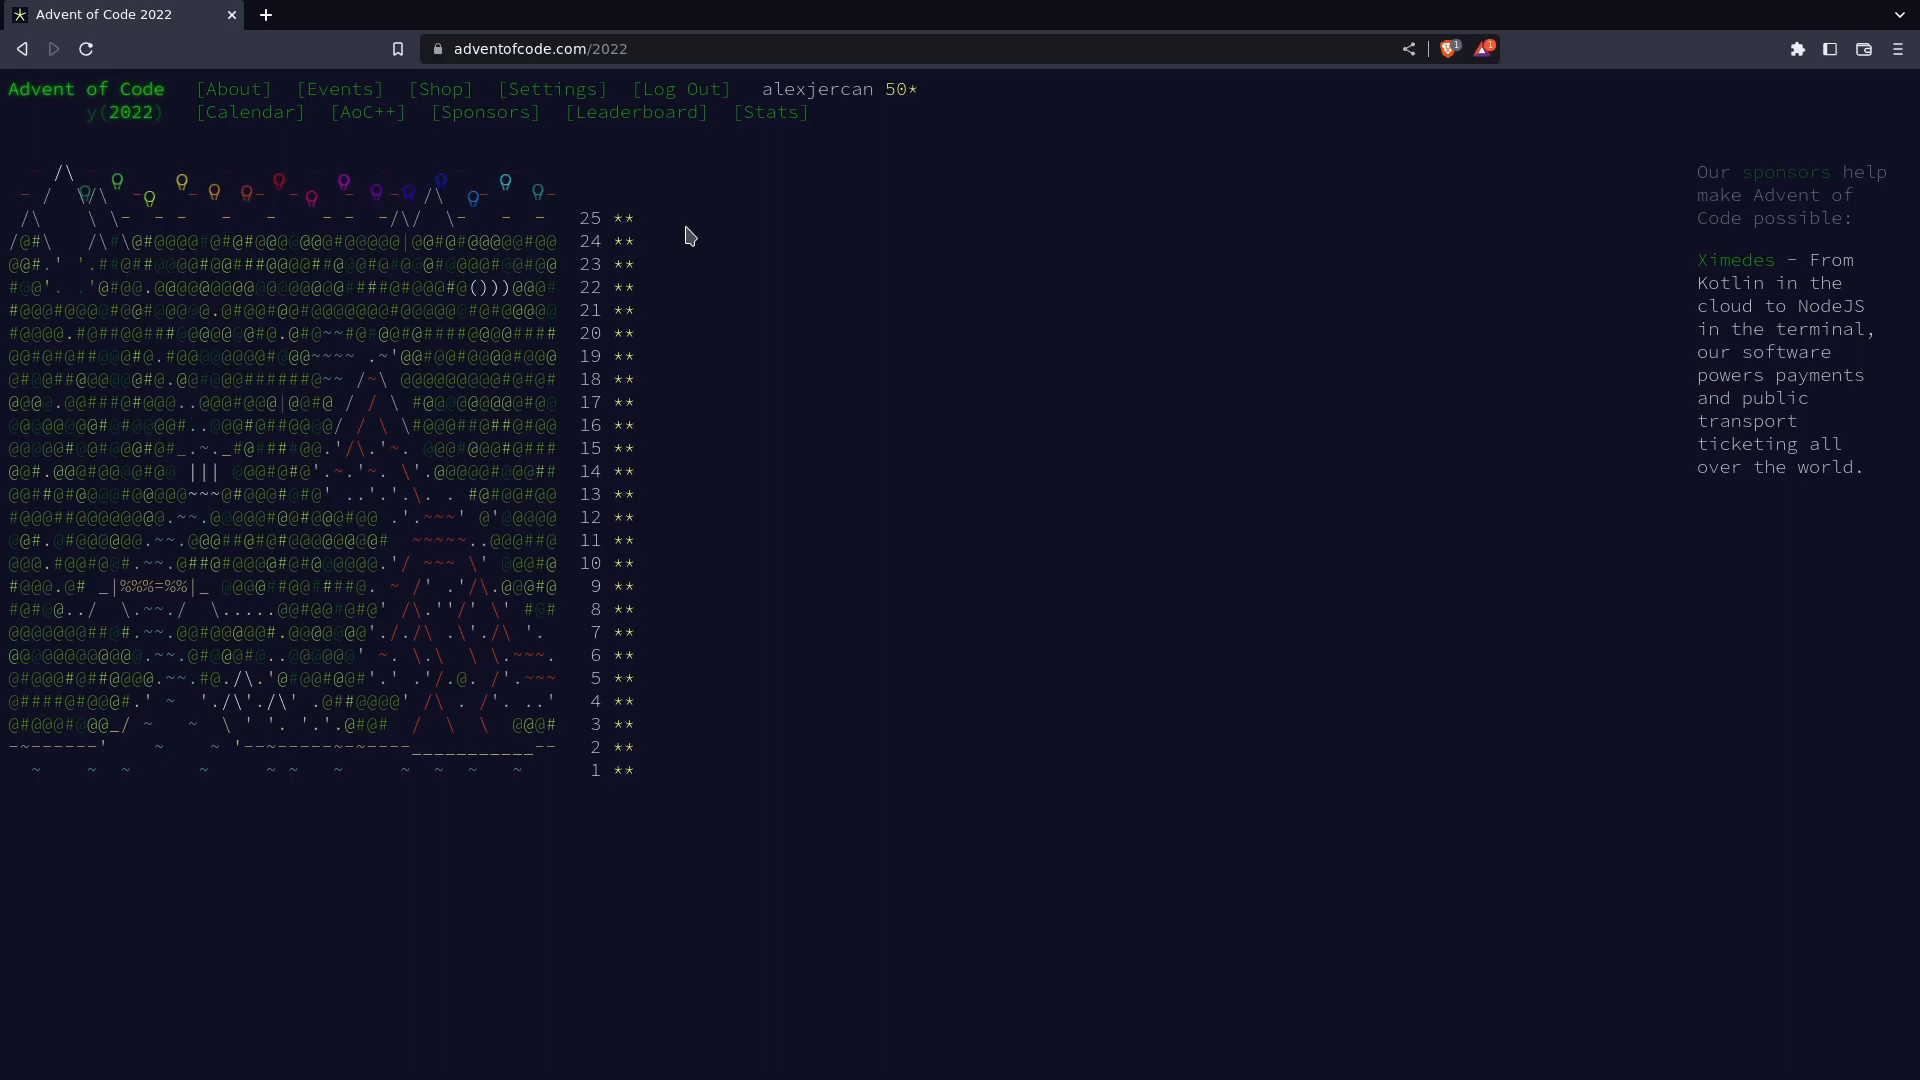 Advent of Code 2022
adventofcode.com/2022
1
1
Advent of Code [About] [Events] [Shop] [Settings] [Log Out] alexjercan 50*
y(2022) [Calendar] [AoC++] [Sponsors] [Leaderboard] [Stats]
25 **
24 **
23 **
22 **
21 **
20 **
19 **
18 **
17 **
16 **
15 **
14 **
13 **
12 **
11 **
10 **
9 **
8 **
7 **
6 **
5 **
4 **
3 **
2 **
1 **
Our sponsors help
make Advent of
Code possible:
Ximedes - From
Kotlin in the
cloud to NodeJS
in the terminal,
our software
powers payments
and public
transport
ticketing all
over the world.